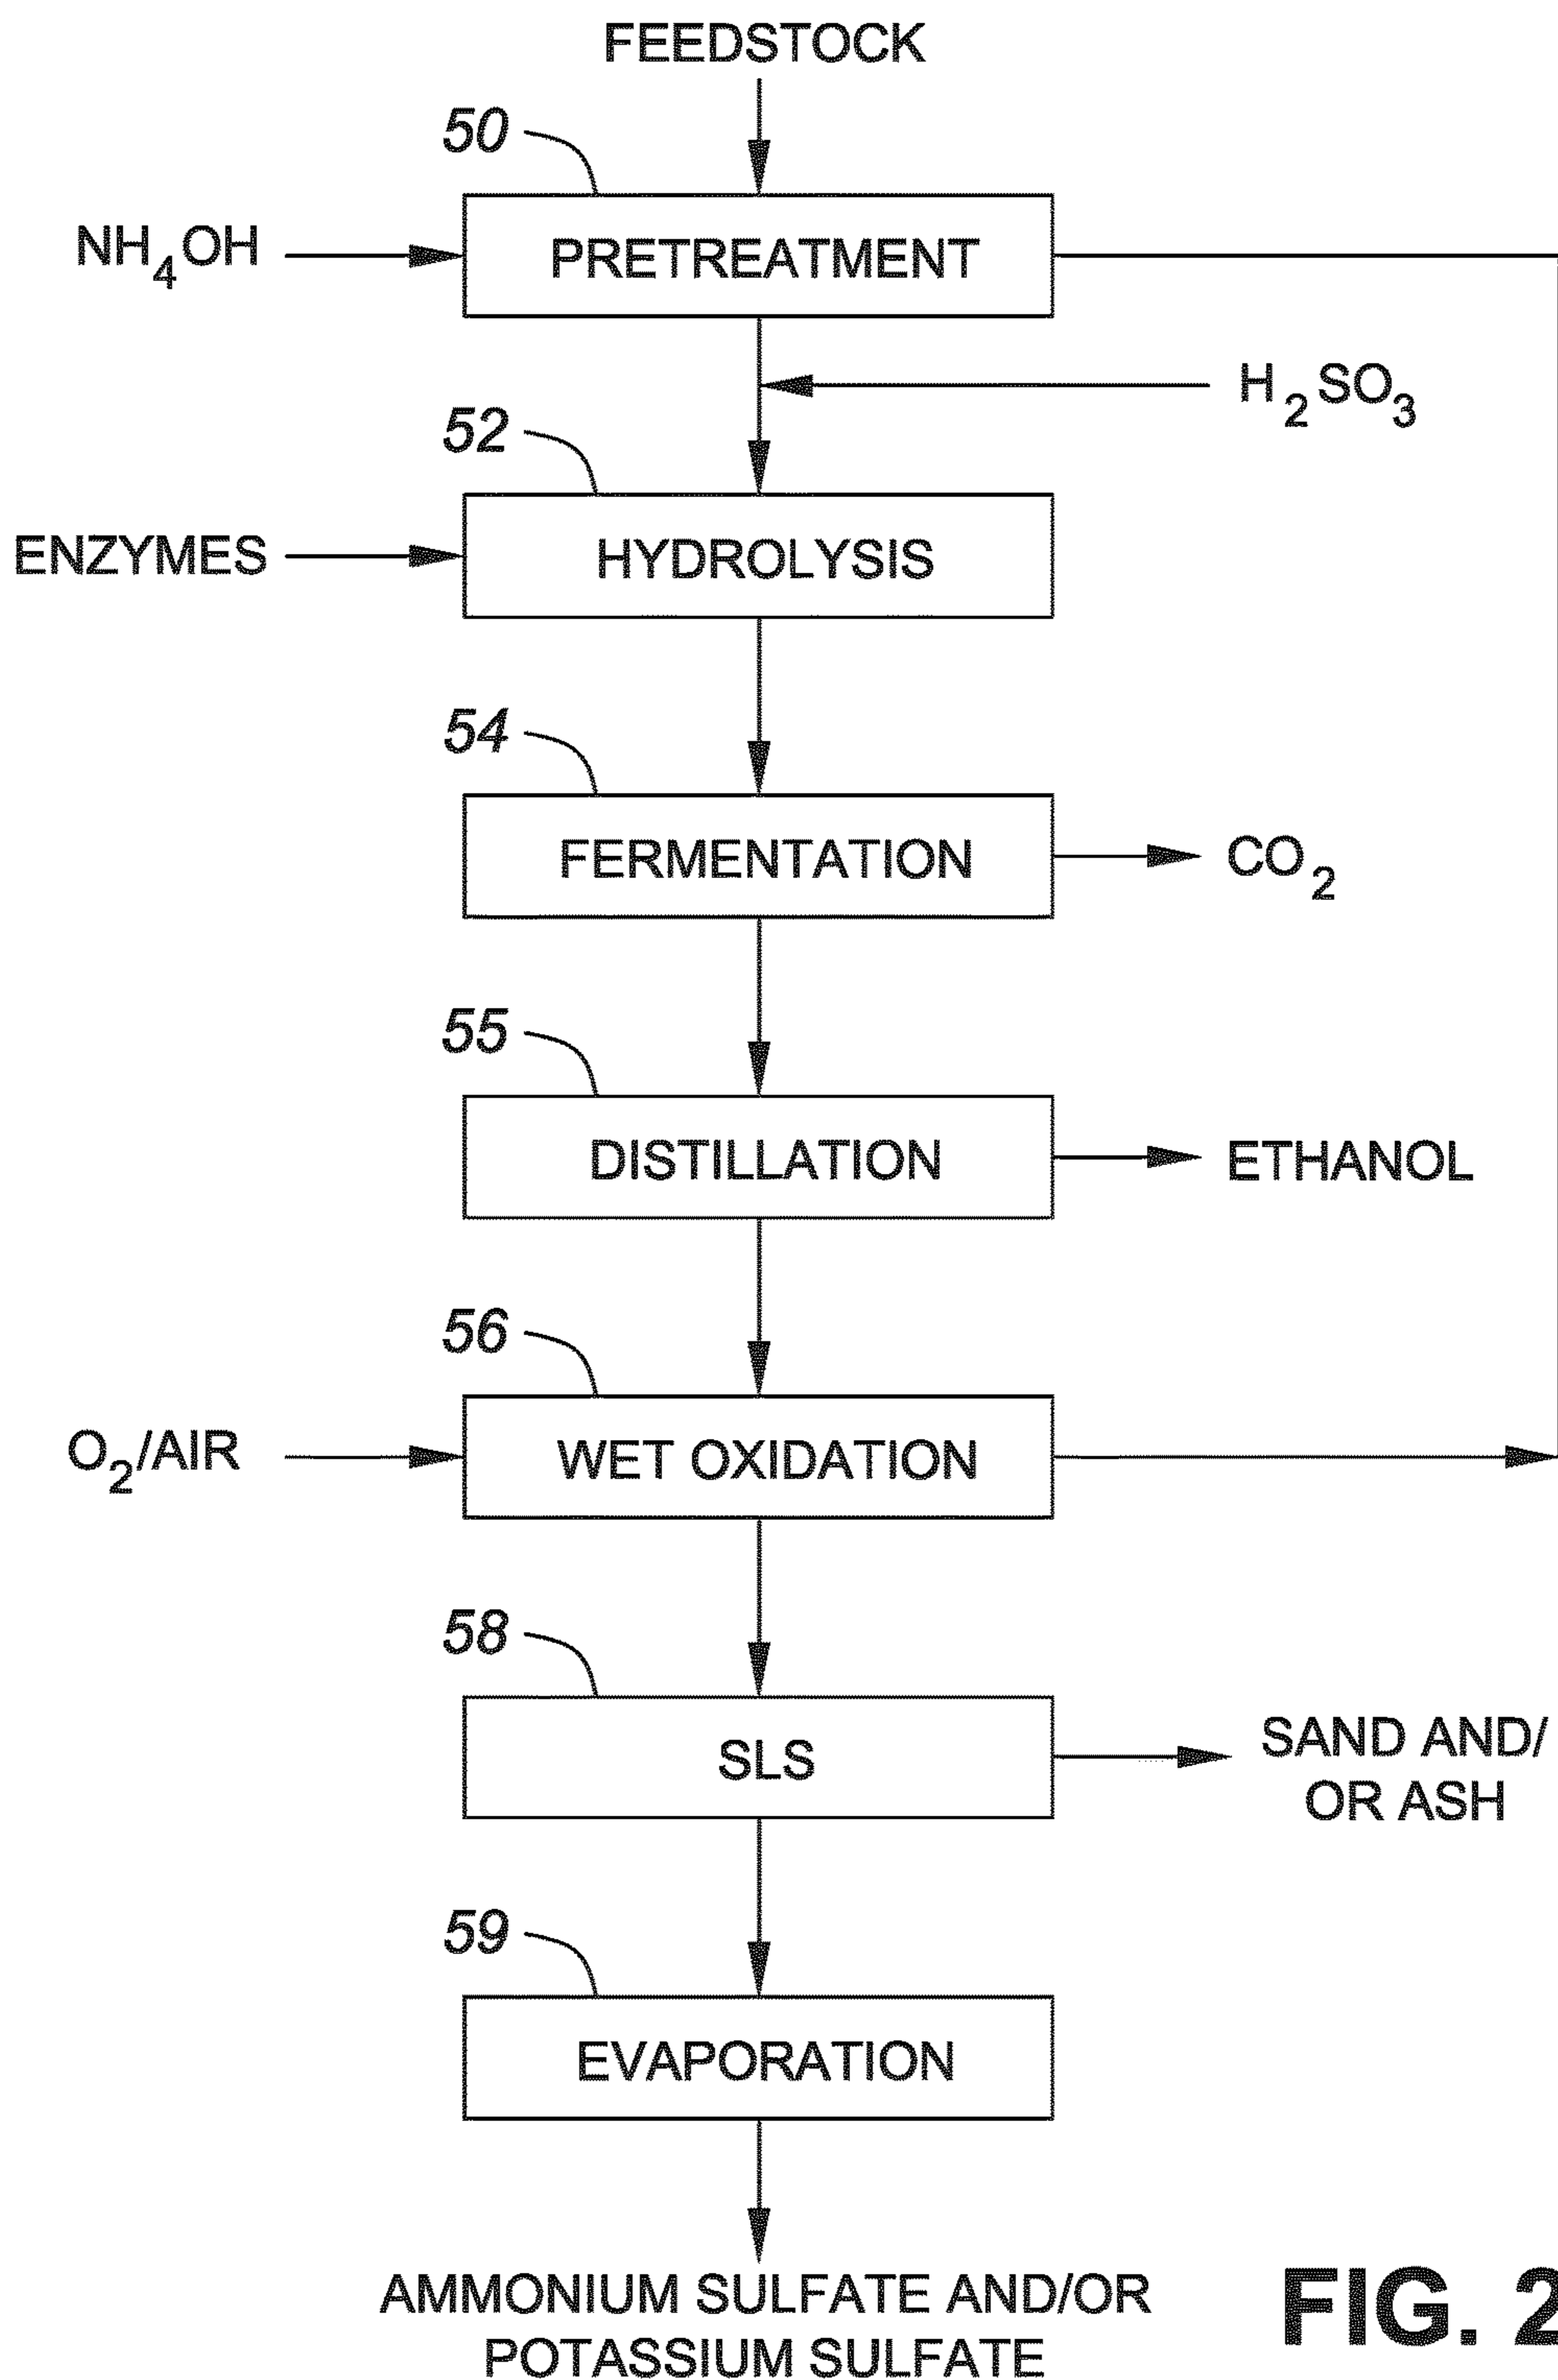 FEEDSTOCK
50
NH₄OH
PRETREATMENT
H₂SO₃
52
ENZYMES
HYDROLYSIS
54
FERMENTATION
CO₂
55
DISTILLATION
ETHANOL
56
O₂/AIR
WET OXIDATION
58
SLS
SAND AND/
OR ASH
59
EVAPORATION
AMMONIUM SULFATE AND/OR
POTASSIUM SULFATE
FIG. 2